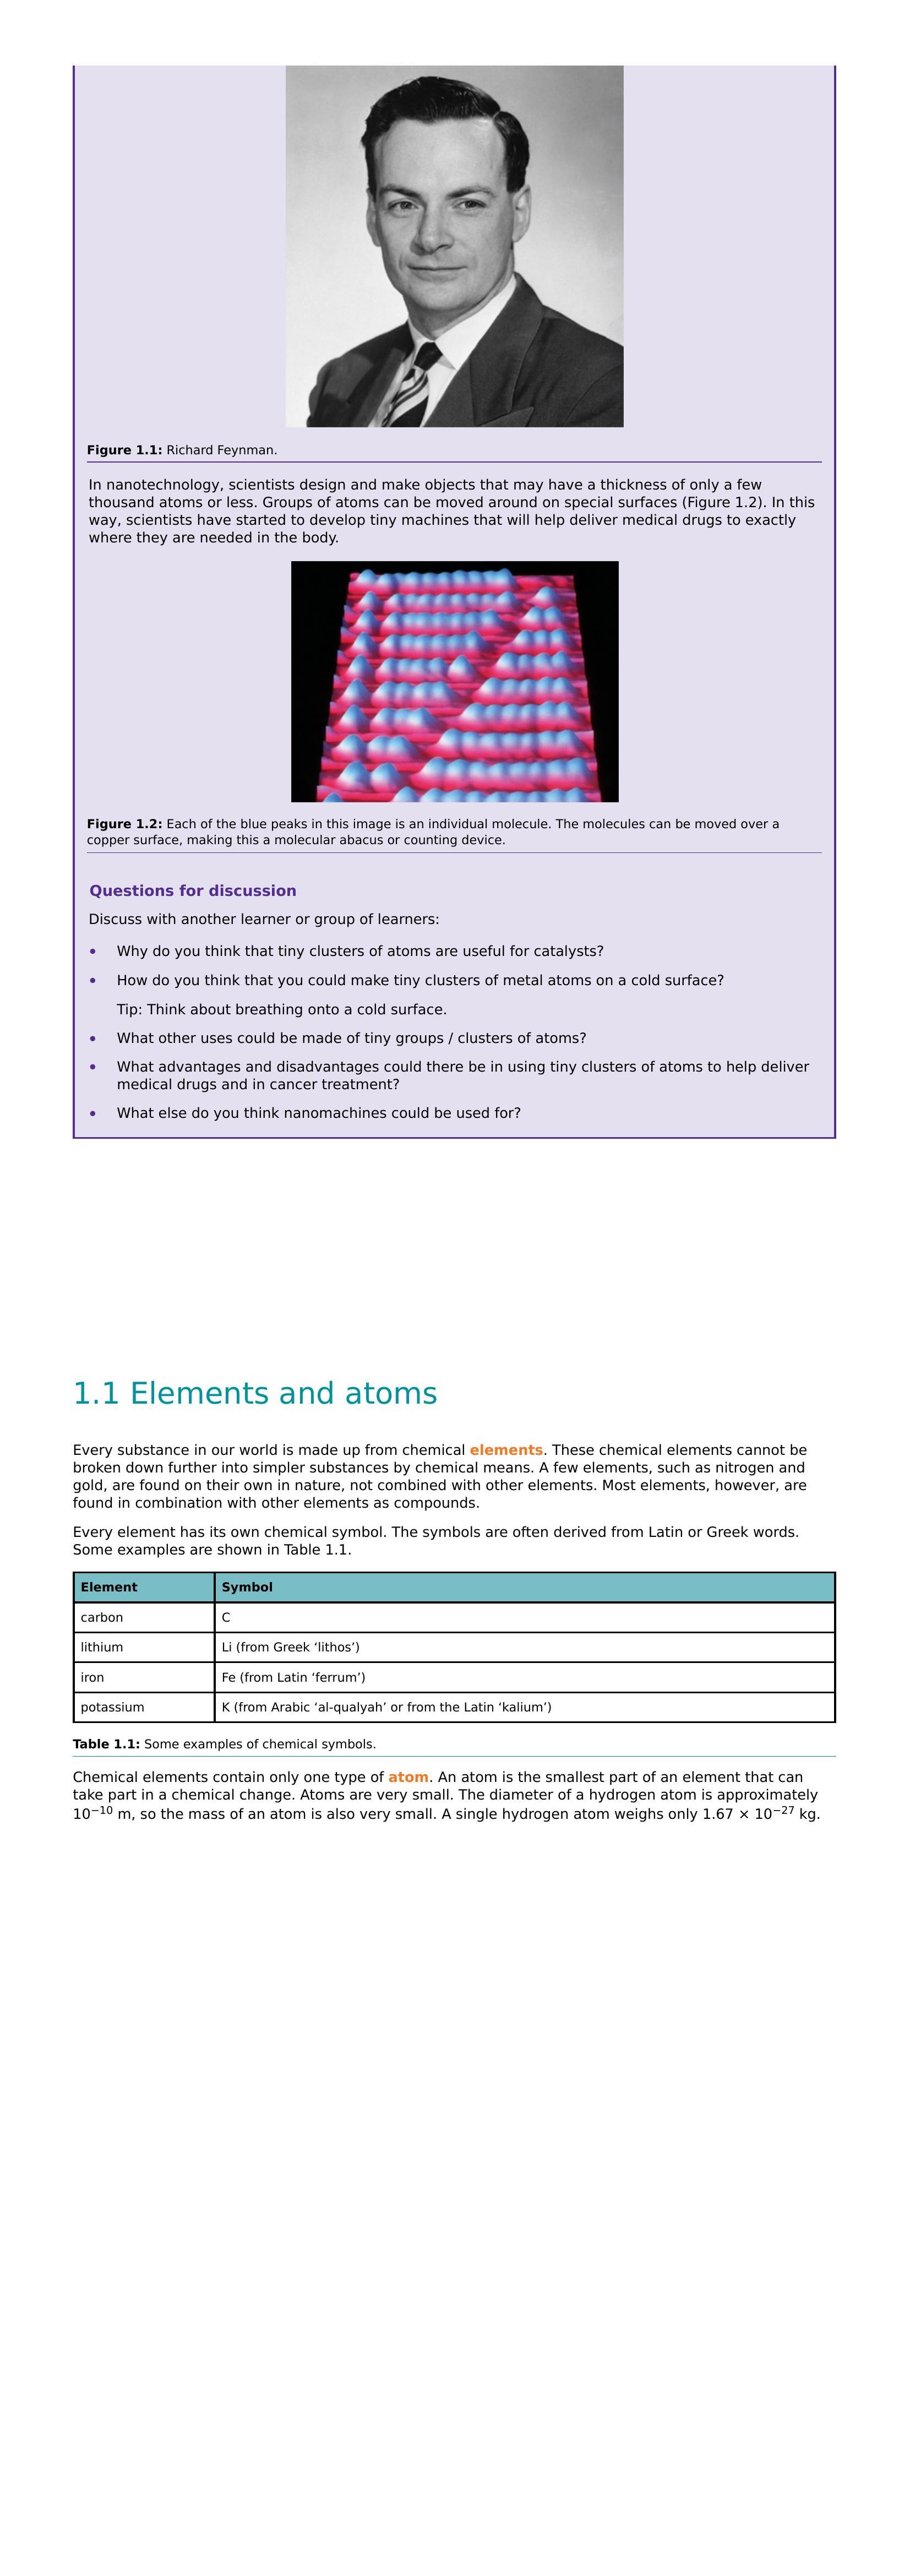 Figure 1.1: Richard Feynman.
In nanotechnology, scientists design and make objects that may have a thickness of only a few
thousand atoms or less. Groups of atoms can be moved around on special surfaces (Figure 1.2). In this
way, scientists have started to develop tiny machines that will help deliver medical drugs to exactly
where they are needed in the body.
Figure 1.2: Each of the blue peaks in this image is an individual molecule. The molecules can be moved over a
copper surface, making this a molecular abacus or counting device.
Questions for discussion
Discuss with another learner or group of learners:
• Why do you think that tiny clusters of atoms are useful for catalysts?
• How do you think that you could make tiny clusters of metal atoms on a cold surface?
Tip: Think about breathing onto a cold surface.
• What other uses could be made of tiny groups / clusters of atoms?
• What advantages and disadvantages could there be in using tiny clusters of atoms to help deliver
medical drugs and in cancer treatment?
• What else do you think nanomachines could be used for?
1.1 Elements and atoms
Every substance in our world is made up from chemical elements. These chemical elements cannot be
broken down further into simpler substances by chemical means. A few elements, such as nitrogen and
gold, are found on their own in nature, not combined with other elements. Most elements, however, are
found in combination with other elements as compounds.
Every element has its own chemical symbol. The symbols are often derived from Latin or Greek words.
Some examples are shown in Table 1.1.
Element Symbol
carbon C
lithium Li (from Greek ‘lithos’)
iron Fe (from Latin ‘ferrum’)
potassium K (from Arabic ‘al-qualyah’ or from the Latin ‘kalium’)
Table 1.1: Some examples of chemical symbols.
Chemical elements contain only one type of atom. An atom is the smallest part of an element that can
take part in a chemical change. Atoms are very small. The diameter of a hydrogen atom is approximately
10⁻¹⁰ m, so the mass of an atom is also very small. A single hydrogen atom weighs only 1.67 × 10⁻²⁷ kg.